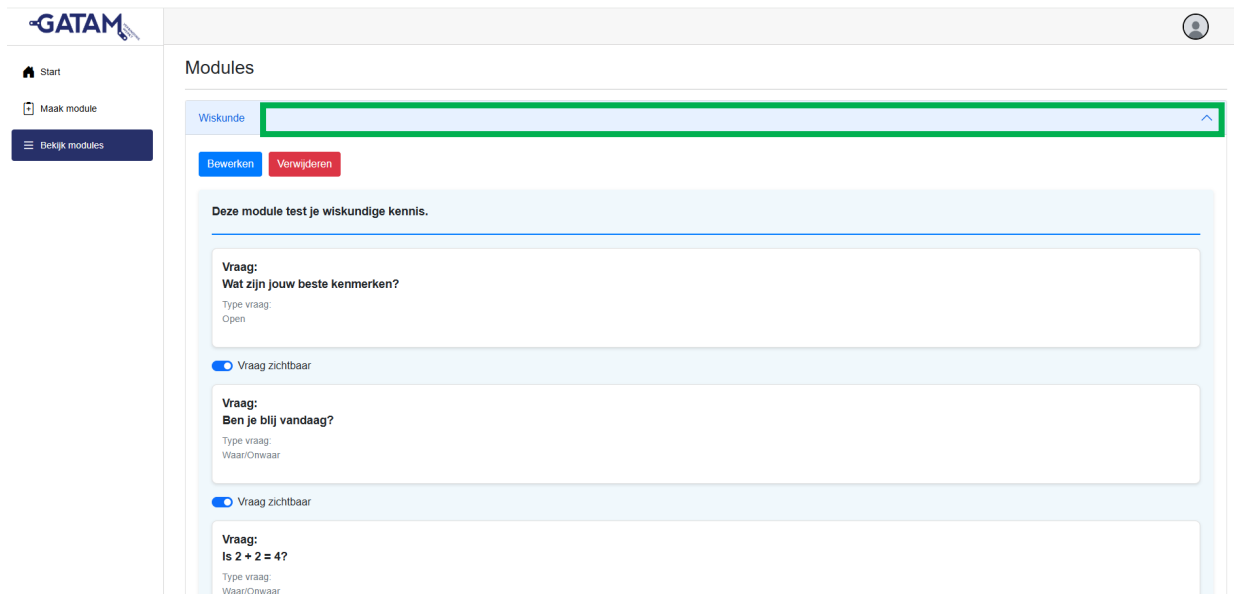 GATAM
Start
Maak module
Bekijk modules
Modules
Wiskunde
Bewerken Verwijderen
Deze module test je wiskundige kennis.
Vraag:
Wat zijn jouw beste kenmerken?
Type vraag:
Open
Vraag zichtbaar
Vraag:
Ben je blij vandaag?
Type vraag:
Waar/Onwaar
Vraag zichtbaar
Vraag:
Is 2 + 2 = 4?
Type vraag:
Waar/Onwaar